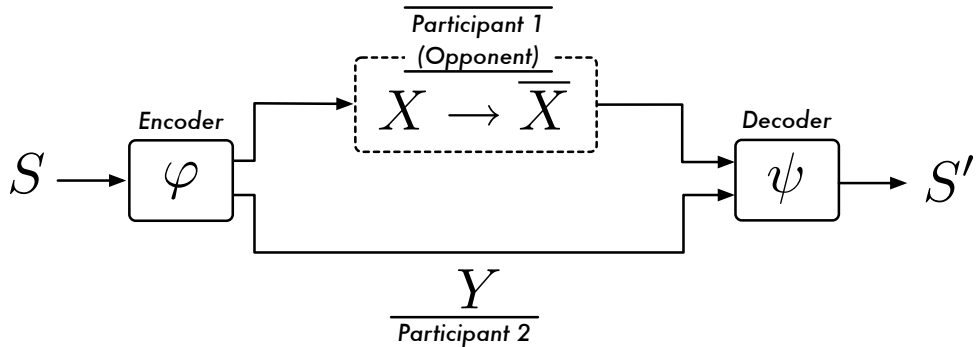 Participant 1
(Opponent)
X → X̅
Encoder
Decoder
S
φ
ψ
S′
Y
Participant 2